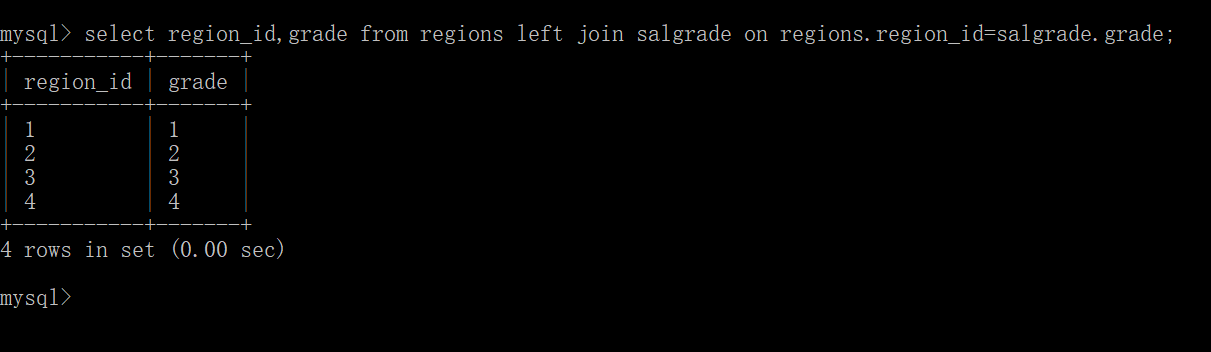 mysql> select region_id,grade from regions left join salgrade on regions.region_id=salgrade.grade;
+-----------+-------+
| region_id | grade |
+-----------+-------+
| 1         | 1     |
| 2         | 2     |
| 3         | 3     |
| 4         | 4     |
+-----------+-------+
4 rows in set (0.00 sec)
mysql>